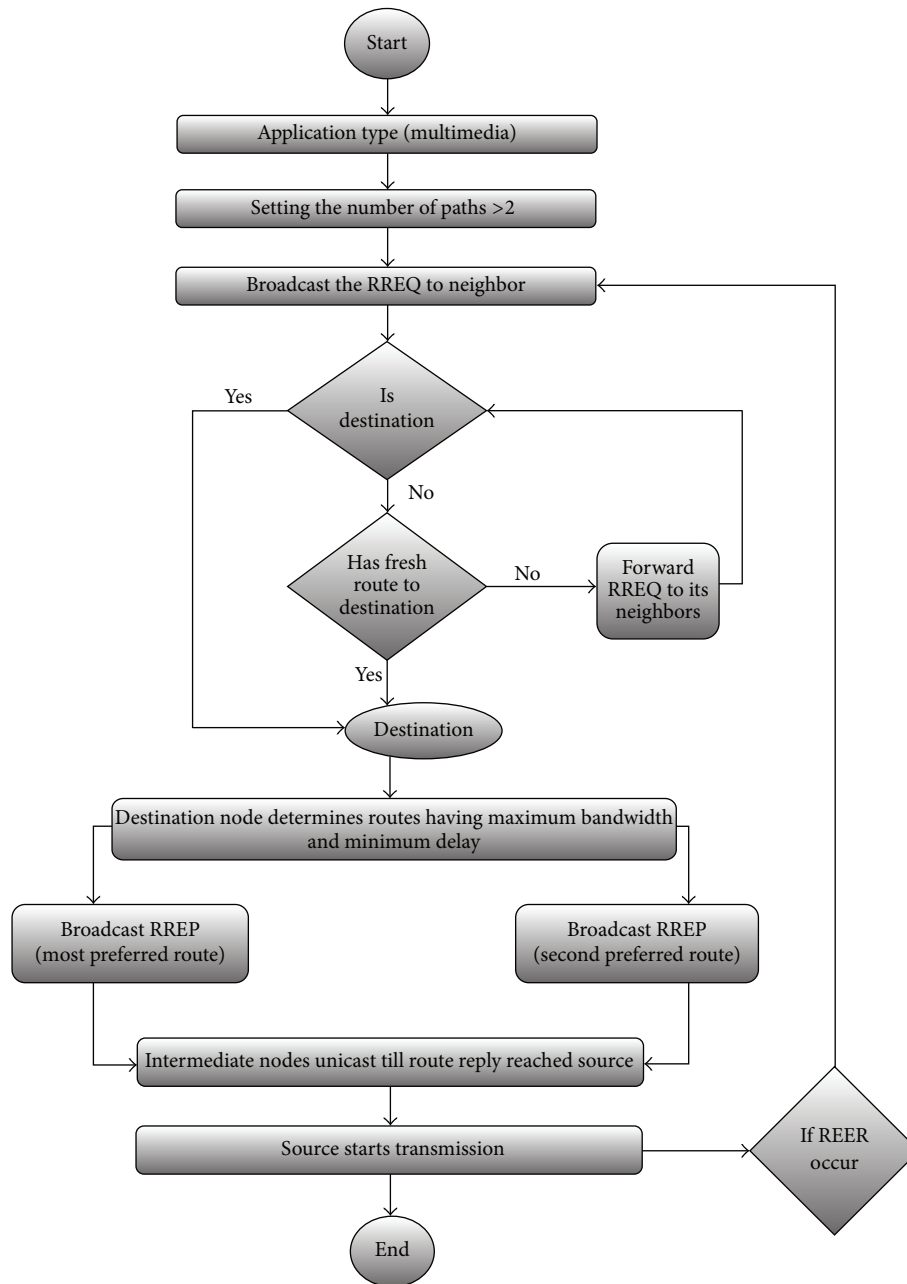 Start
Application type (multimedia)
Setting the number of paths >2
Broadcast the RREQ to neighbor
Yes
Is
destination
No
Has fresh
route to
destination
No
Forward
RREQ to its
neighbors
Yes
Destination
Destination node determines routes having maximum bandwidth
and minimum delay
Broadcast RREP
(most preferred route)
Broadcast RREP
(second preferred route)
Intermediate nodes unicast till route reply reached source
Source starts transmission
If REER
occur
End